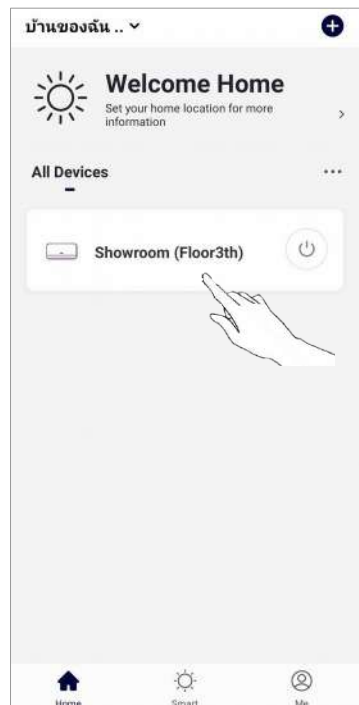 บ้านของฉัน ..
Welcome Home
Set your home location for more
information
All Devices
Showroom (Floor3th)
Home
Smart
Me